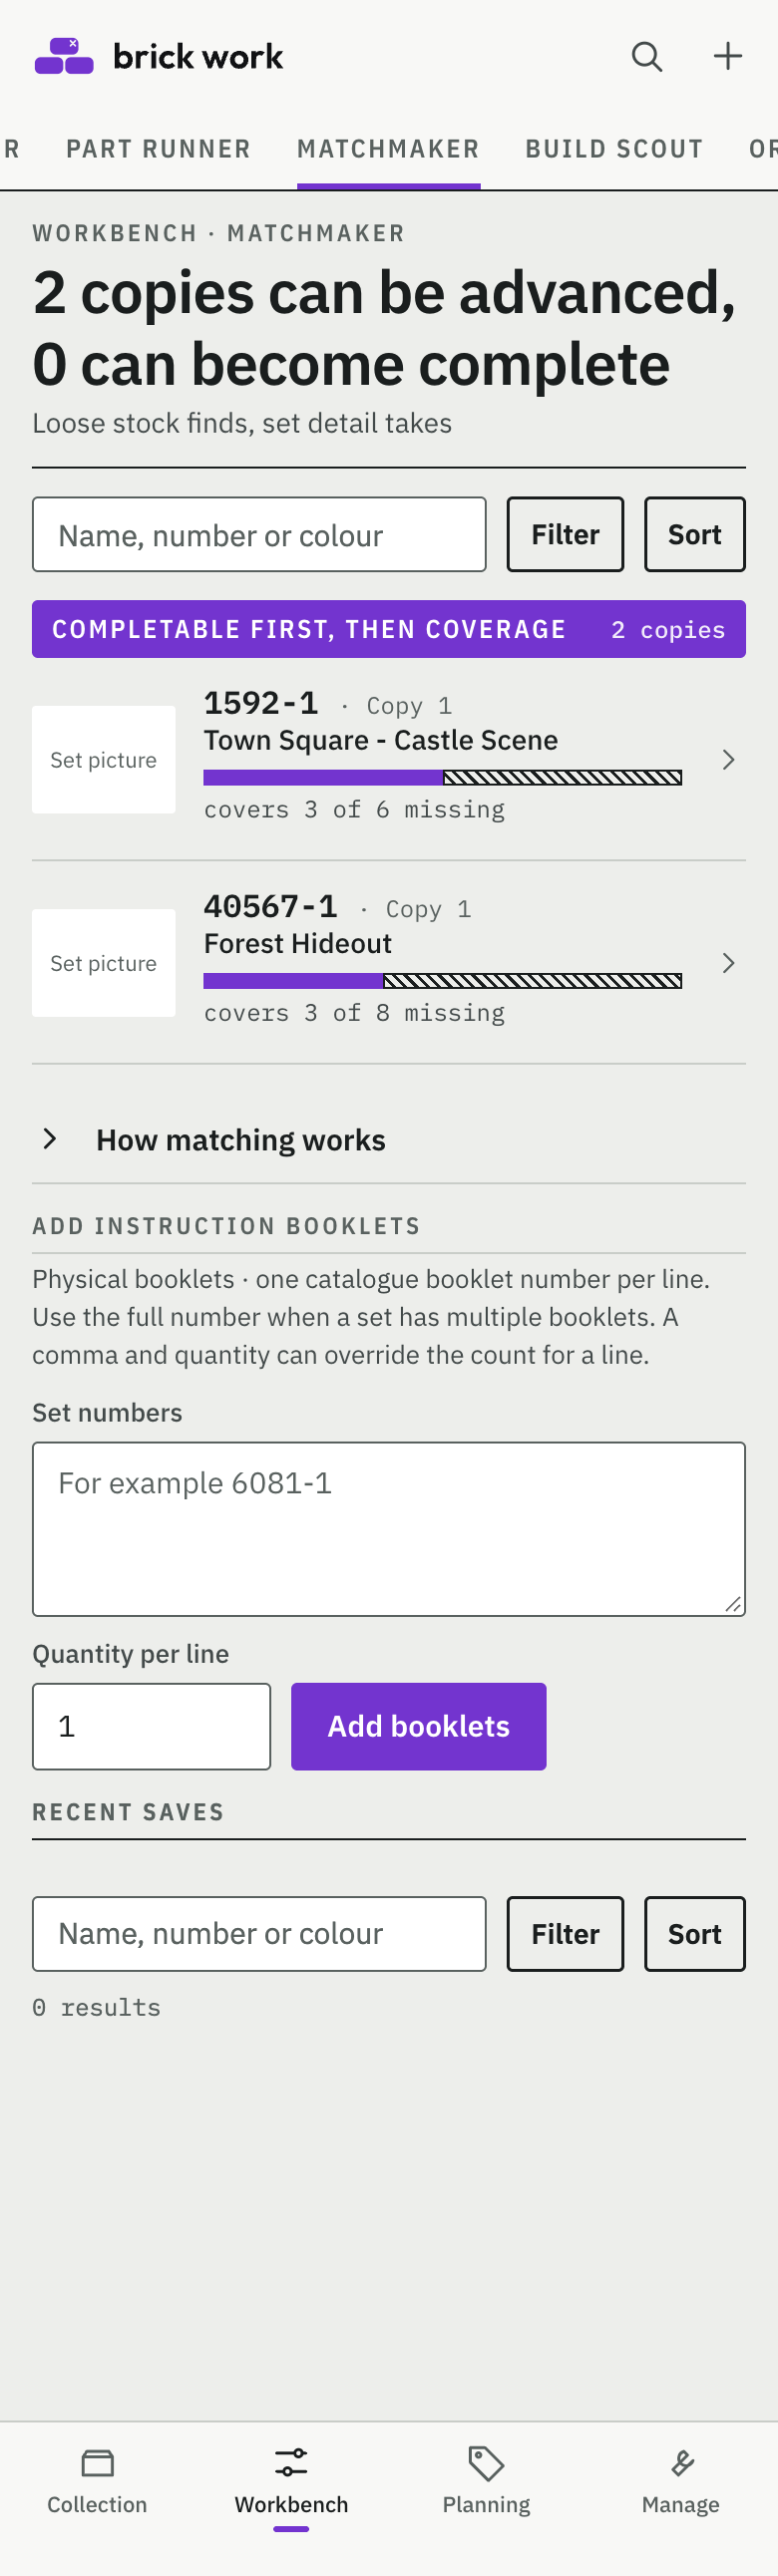 brick work
R PART RUNNER MATCHMAKER BUILD SCOUT OR
WORKBENCH · MATCHMAKER
2 copies can be advanced,
0 can become complete
Loose stock finds, set detail takes
Name, number or colour Filter Sort
COMPLETABLE FIRST, THEN COVERAGE 2 copies
Set picture
1592-1 · Copy 1
Town Square - Castle Scene
covers 3 of 6 missing
Set picture
40567-1 · Copy 1
Forest Hideout
covers 3 of 8 missing
How matching works
ADD INSTRUCTION BOOKLETS
Physical booklets · one catalogue booklet number per line.
Use the full number when a set has multiple booklets. A
comma and quantity can override the count for a line.
Set numbers
For example 6081-1
Quantity per line
1 Add booklets
RECENT SAVES
Name, number or colour Filter Sort
0 results
Collection Workbench Planning Manage